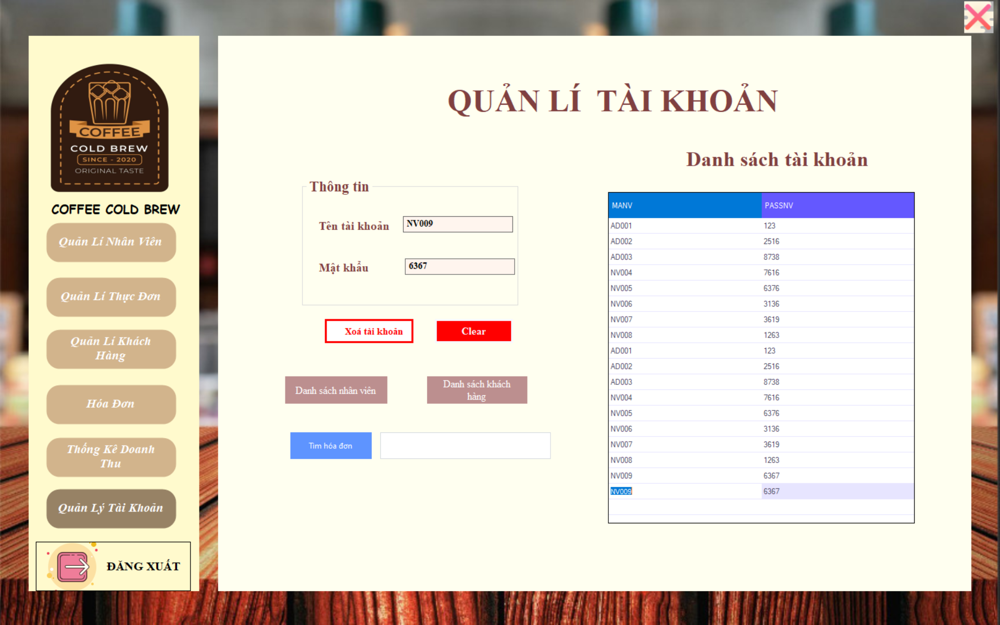 COFFEE
COLD BREW
SINCE - 2020
ORIGINAL TASTE
COFFEE COLD BREW
Quản Lí Nhân Viên
Quản Lí Thực Đơn
Quản Lí Khách
Hàng
Hóa Đơn
Thống Kê Doanh
Thu
Quản Lý Tài Khoản
ĐĂNG XUẤT
QUẢN LÍ TÀI KHOẢN
Thông tin
Tên tài khoản NV009
Mật khẩu 6367
Xoá tài khoản Clear
Danh sách nhân viên
Danh sách khách
hàng
Tìm hóa đơn
Danh sách tài khoản
MANV PASSNV
AD001 123
AD002 2516
AD003 8738
NV004 7616
NV005 6376
NV006 3136
NV007 3619
NV008 1263
AD001 123
AD002 2516
AD003 8738
NV004 7616
NV005 6376
NV006 3136
NV007 3619
NV008 1263
NV009 6367
NV009 6367